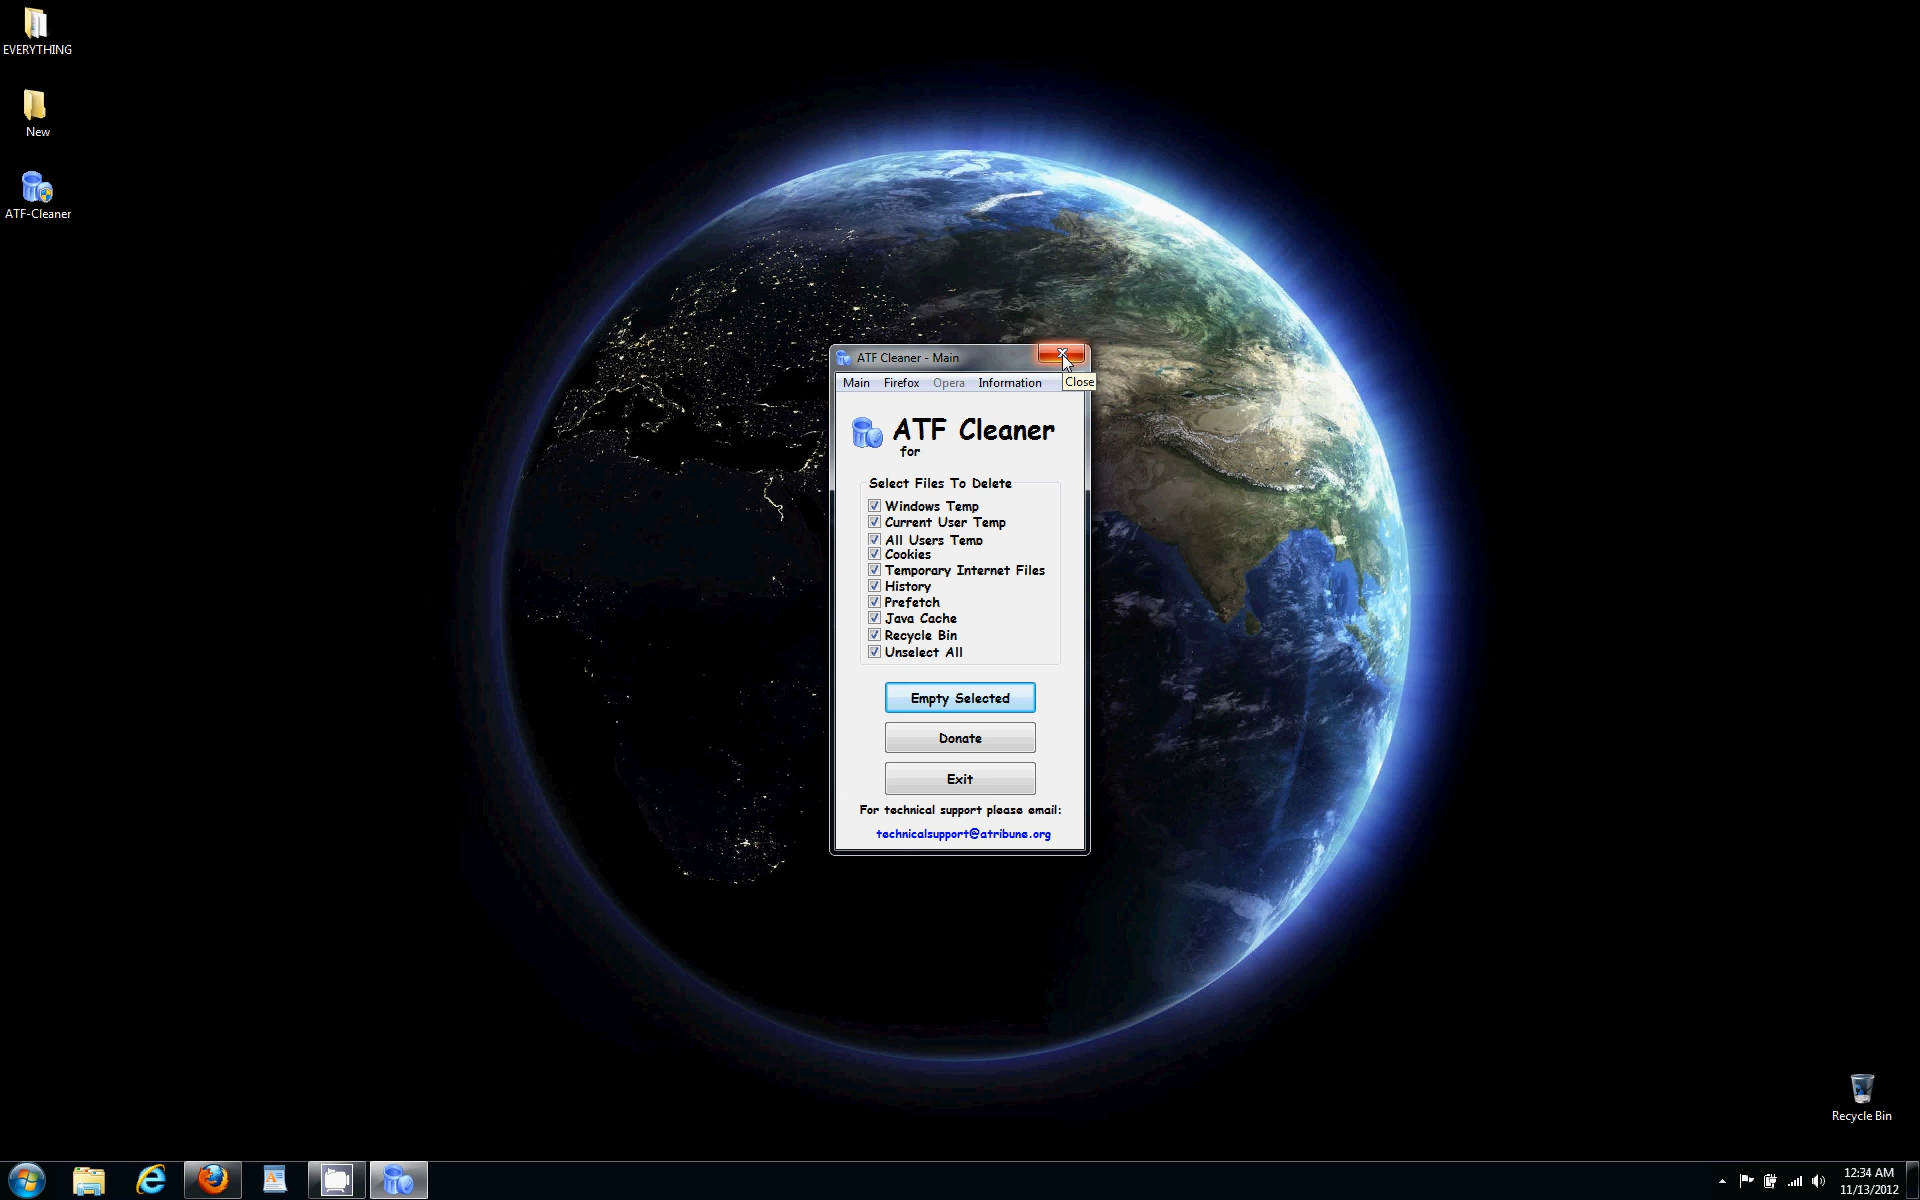 EVERYTHING
New
ATF-Cleaner
ATF Cleaner - Main
Main Firefox Opera Information
Close
ATF Cleaner
for
Select Files To Delete
Windows Temp
Current User Temp
All Users Temp
Cookies
Temporary Internet Files
History
Prefetch
Java Cache
Recycle Bin
Unselect All
Empty Selected
Donate
Exit
For technical support please email:
technicalsupport@atribune.org
Recycle Bin
12:34 AM
11/13/2012